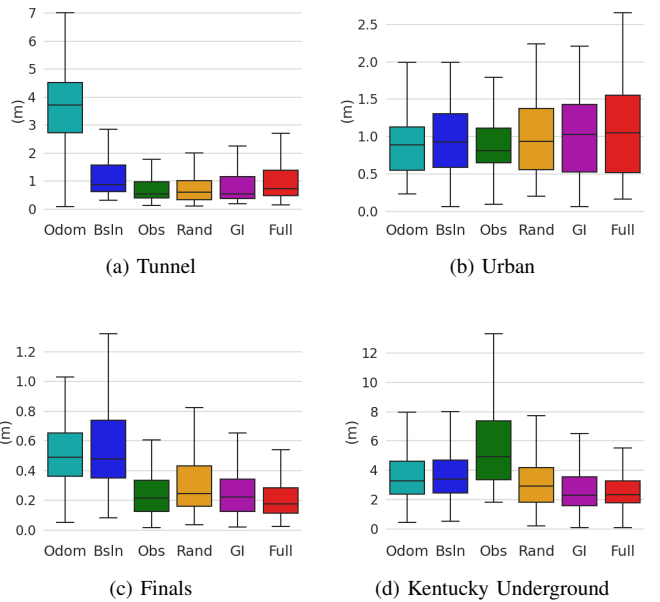 7
6
5
4
3
2
1
0
(m)
Odom Bsln Obs Rand GI Full
(a) Tunnel
2.5
2.0
1.5
1.0
0.5
0.0
(m)
Odom Bsln Obs Rand GI Full
(b) Urban
1.2
1.0
0.8
0.6
0.4
0.2
0.0
(m)
Odom Bsln Obs Rand GI Full
(c) Finals
12
10
8
6
4
2
0
(m)
Odom Bsln Obs Rand GI Full
(d) Kentucky Underground